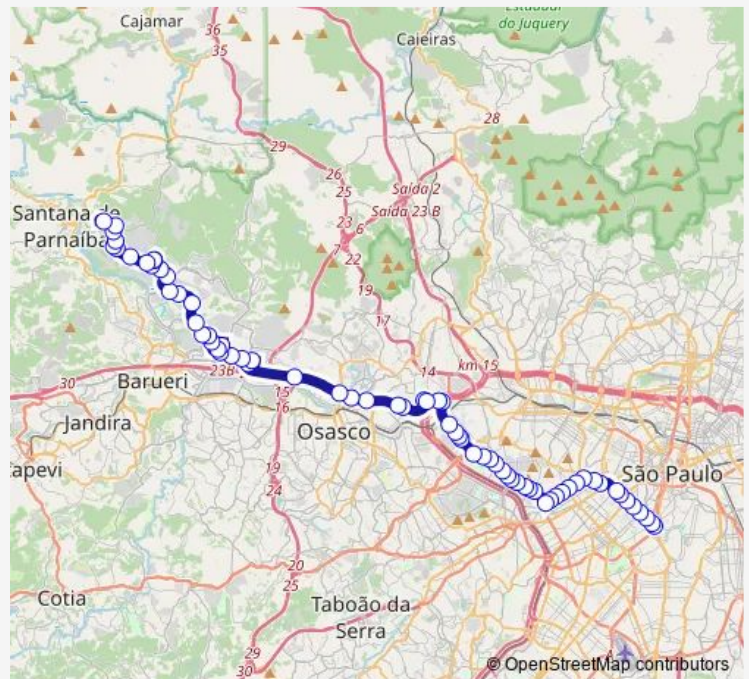 Cajamar
Estadual
do Juquery
36
35
Caieiras
28
29
26
25
Saída 2
Saída 23 B
23
6
7
22
Santana de
Parnaíba
19
17
14
km 15
30
23B
Barueri
15
16
Jandira
Osasco
Itapevi
São Paulo
19
24
20
25
Cotia
Taboão da
Serra
29
30
© OpenStreetMap contributors